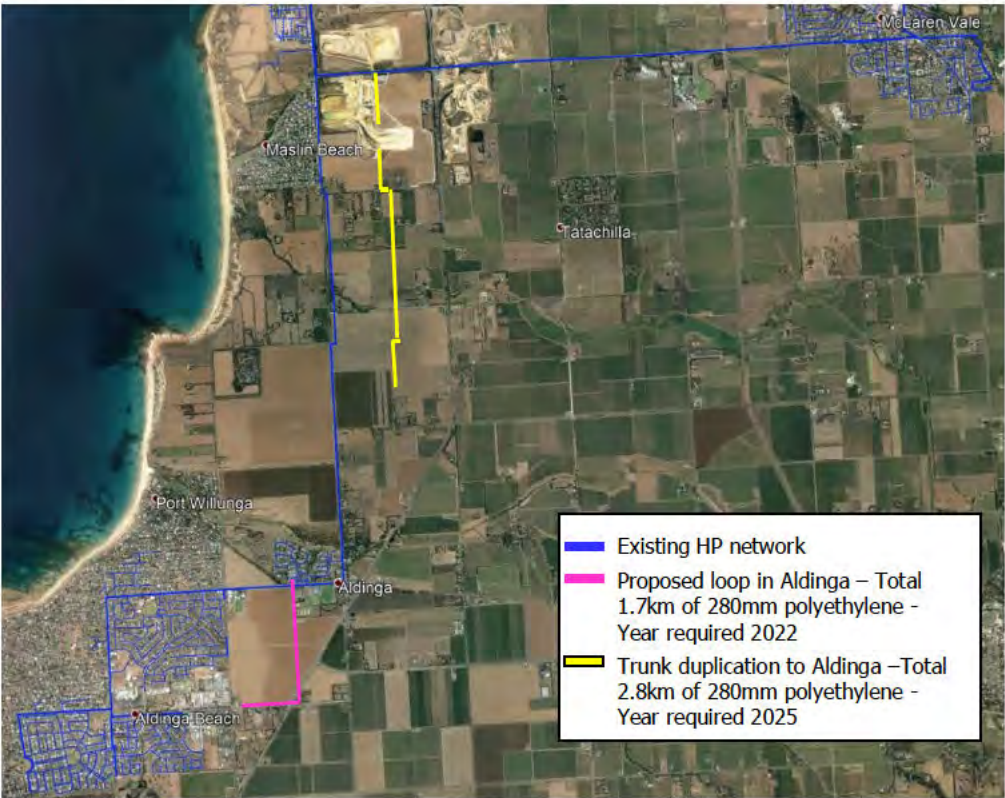 McLaren Vale
Maslin Beach
Tatachilla
Port Willunga
Aldinga
Aldinga Beach
Existing HP network
Proposed loop in Aldinga – Total
1.7km of 280mm polyethylene -
Year required 2022
Trunk duplication to Aldinga –Total
2.8km of 280mm polyethylene -
Year required 2025